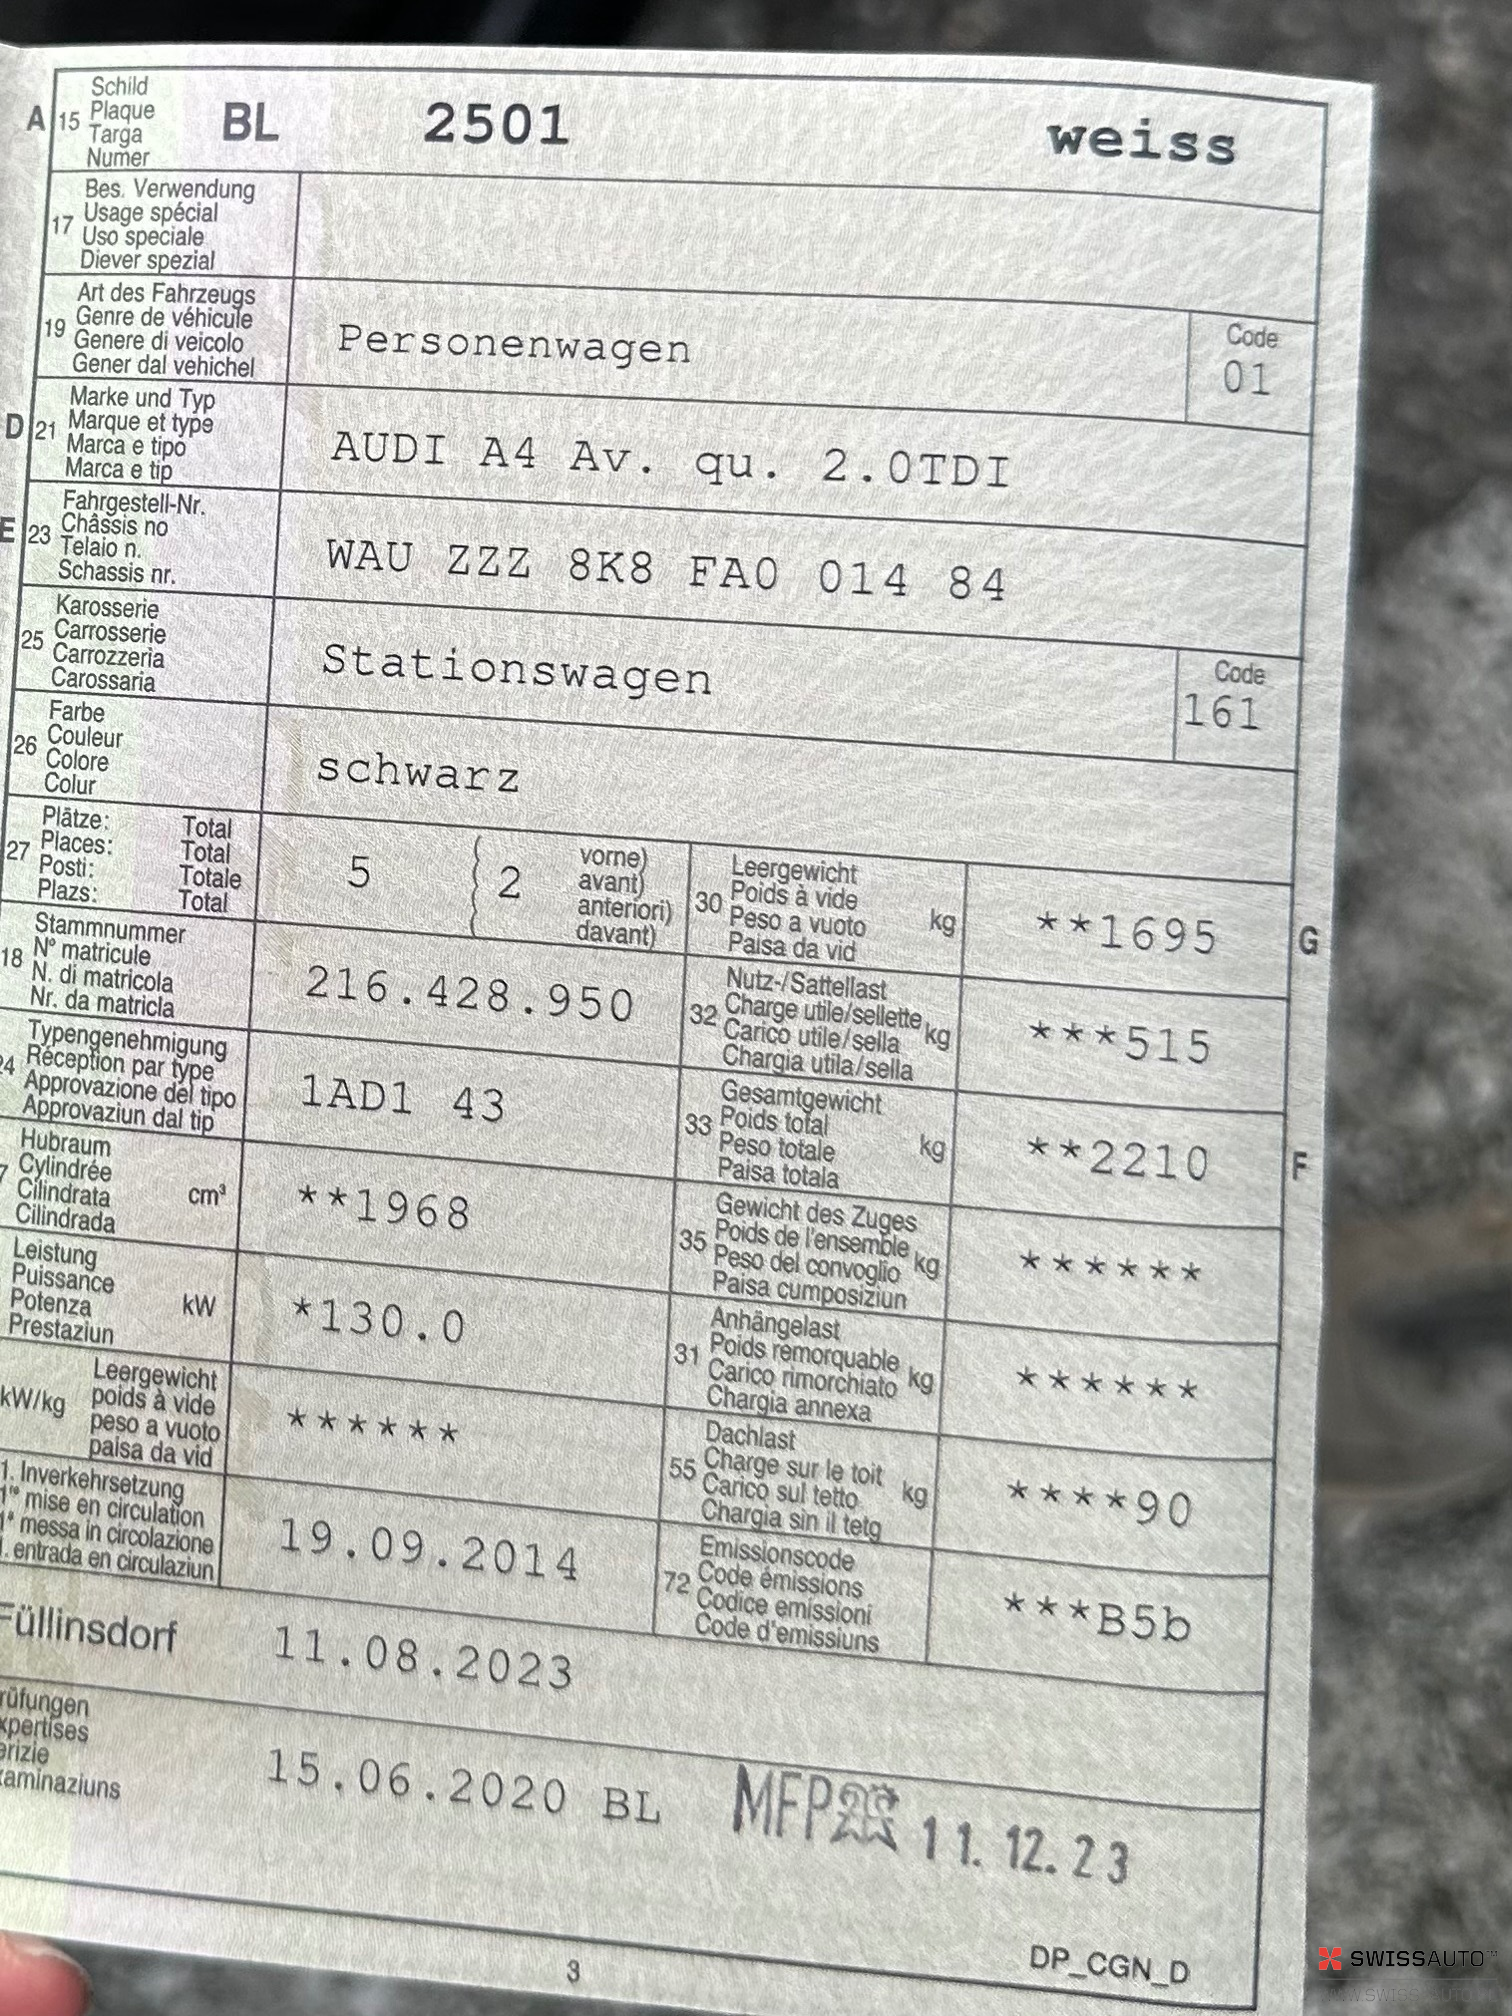 A 15 Schild
Plaque
Targa
Numer
BL 2501 weiss
17 Bes. Verwendung
Usage spécial
Uso speciale
Diever spezial
19 Art des Fahrzeugs
Genre de véhicule
Genere di veicolo
Gener dal vehichel
Personenwagen
Code
01
D 21 Marke und Typ
Marque et type
Marca e tipo
Marca e tip
AUDI A4 Av. qu. 2.0TDI
E 23 Fahrgestell-Nr.
Châssis no
Telaio n.
Schassis nr.
WAU ZZZ 8K8 FA0 014 84
25 Karosserie
Carrosserie
Carrozzeria
Carossaria
Stationswagen
Code
161
26 Farbe
Couleur
Colore
Colur
schwarz
27 Plätze: Total
Places: Total
Posti: Totale
Plazs: Total
5 { 2
vorne)
avant)
anteriori)
davant)
30 Leergewicht
Poids à vide
Peso a vuoto
Paisa da vid
kg
**1695
G
18 Stammnummer
N° matricule
N. di matricola
Nr. da matricla
216.428.950
32 Nutz-/Sattellast
Charge utile/sellette
Carico utile/sella
Chargia utila/sella
kg
***515
24 Typengenehmigung
Réception par type
Approvazione del tipo
Approvaziun dal tip
1AD1 43
33 Gesamtgewicht
Poids total
Peso totale
Paisa totala
kg
**2210
F
7 Hubraum
Cylindrée
Cilindrata
Cilindrada
cm³
**1968
35 Gewicht des Zuges
Poids de l'ensemble
Peso del convoglio
Paisa cumposiziun
kg
******
Leistung
Puissance
Potenza
Prestaziun
kW
*130.0
31 Anhängelast
Poids remorquable
Carico rimorchiato
Chargia annexa
kg
******
kW/kg
Leergewicht
poids à vide
peso a vuoto
paisa da vid
******
55 Dachlast
Charge sur le toit
Carico sul tetto
Chargia sin il tetg
kg
****90
1. Inverkehrsetzung
1re mise en circulation
1a messa in circolazione
1. entrada en circulaziun
19.09.2014
72 Emissionscode
Code émissions
Codice emissioni
Code d'emissiuns
***B5b
Füllinsdorf 11.08.2023
rüfungen
xpertises
erizie
xaminaziuns
15.06.2020 BL MFP 11.12.23
3
DP_CGN_D
SWISSAUTO™